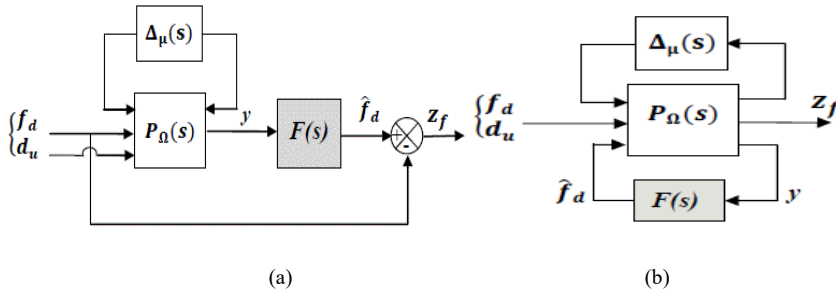 Δμ(s)
fd
du
PΩ(s)
y
F(s)
f̂d
+
-
zf
(a)
Δμ(s)
fd
du
PΩ(s)
zf
f̂d
F(s)
y
(b)